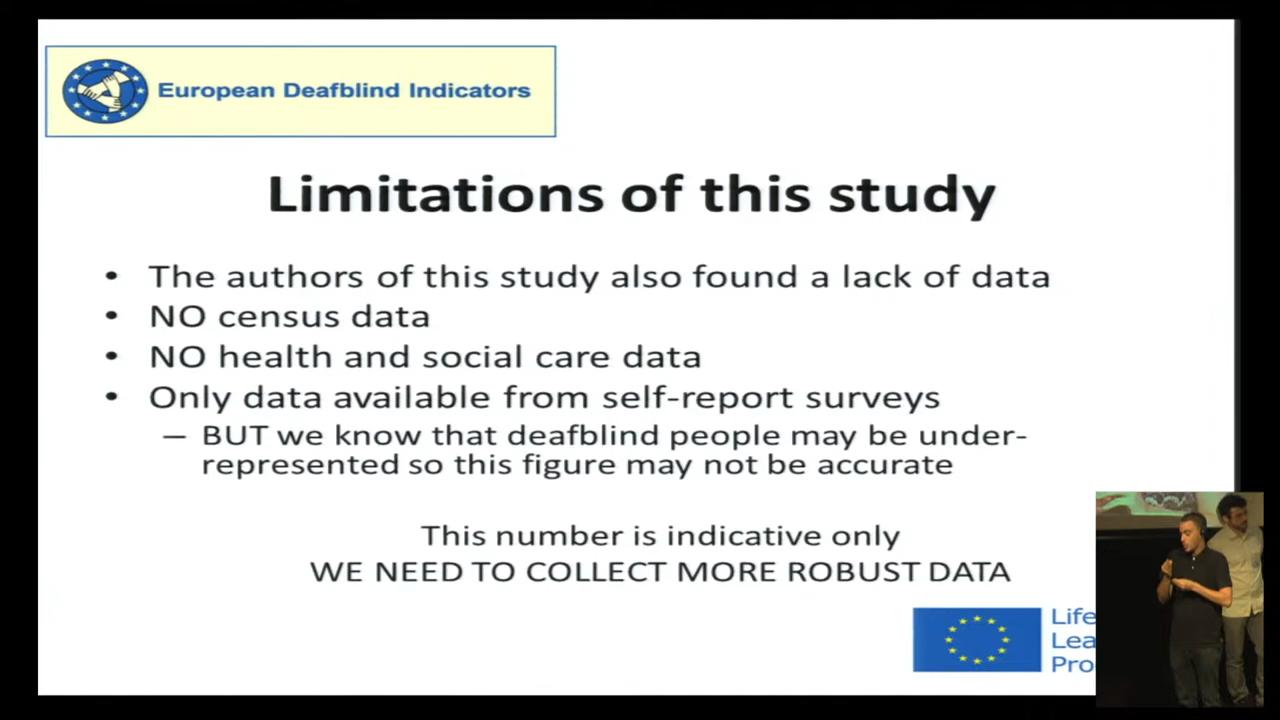 European Deafblind Indicators
Limitations of this study
• The authors of this study also found a lack of data
• NO census data
• NO health and social care data
• Only data available from self-report surveys
– BUT we know that deafblind people may be under-
represented so this figure may not be accurate
This number is indicative only
WE NEED TO COLLECT MORE ROBUST DATA